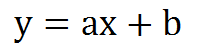 y = ax + b